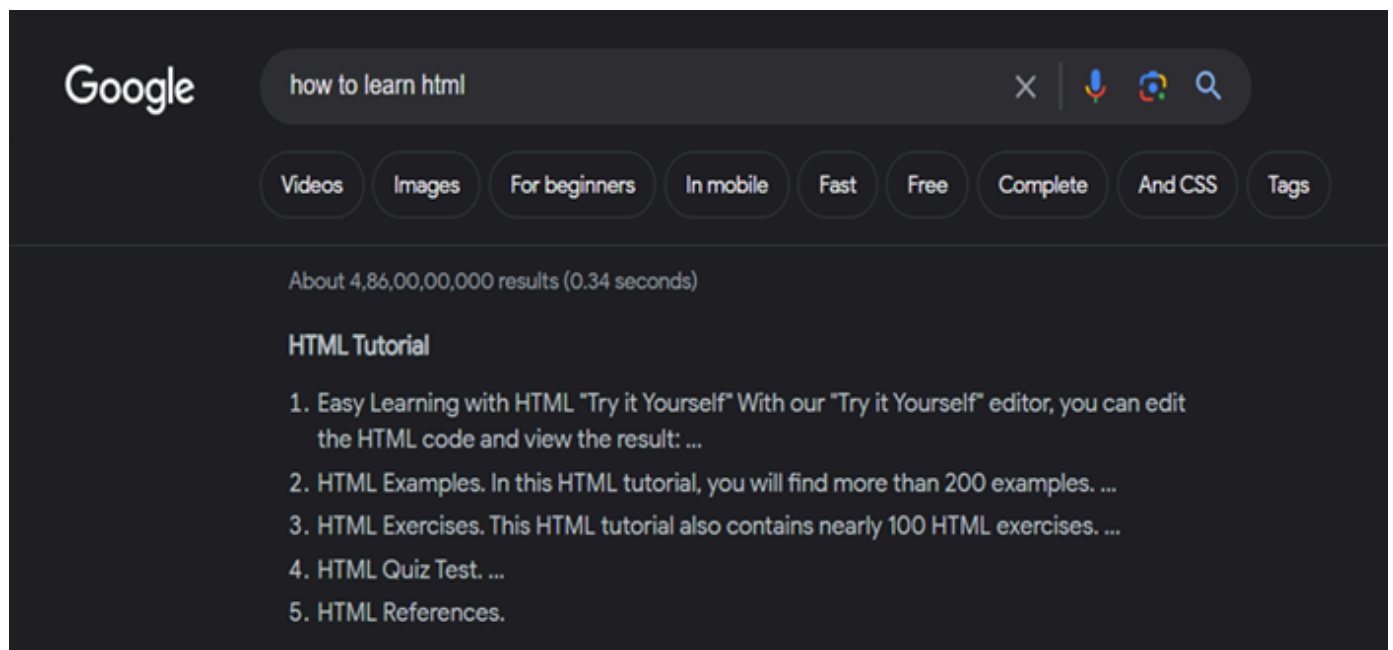 Google
how to learn html
Videos Images For beginners In mobile Fast Free Complete And CSS Tags
About 4,86,00,00,000 results (0.34 seconds)
HTML Tutorial
1. Easy Learning with HTML "Try it Yourself" With our "Try it Yourself" editor, you can edit
the HTML code and view the result: ...
2. HTML Examples. In this HTML tutorial, you will find more than 200 examples. ...
3. HTML Exercises. This HTML tutorial also contains nearly 100 HTML exercises. ...
4. HTML Quiz Test. ...
5. HTML References.